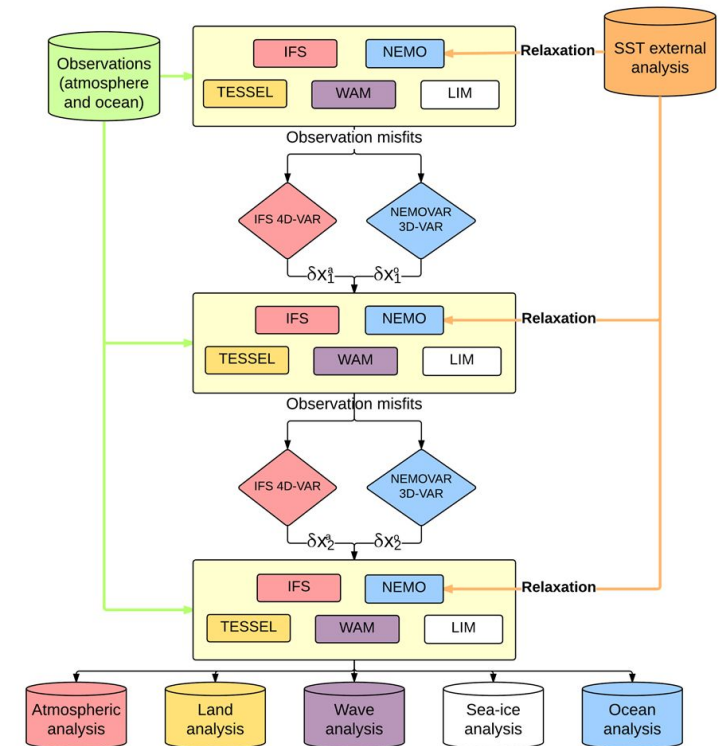 Observations
(atmosphere
and ocean)
IFS
NEMO
TESSEL
WAM
LIM
Relaxation
SST external
analysis
Observation misfits
IFS 4D-VAR
NEMOVAR
3D-VAR
δx₁ᵃ
δx₁ᵒ
IFS
NEMO
TESSEL
WAM
LIM
Relaxation
Observation misfits
IFS 4D-VAR
NEMOVAR
3D-VAR
δx₂ᵃ
δx₂ᵒ
IFS
NEMO
TESSEL
WAM
LIM
Relaxation
Atmospheric
analysis
Land
analysis
Wave
analysis
Sea-ice
analysis
Ocean
analysis